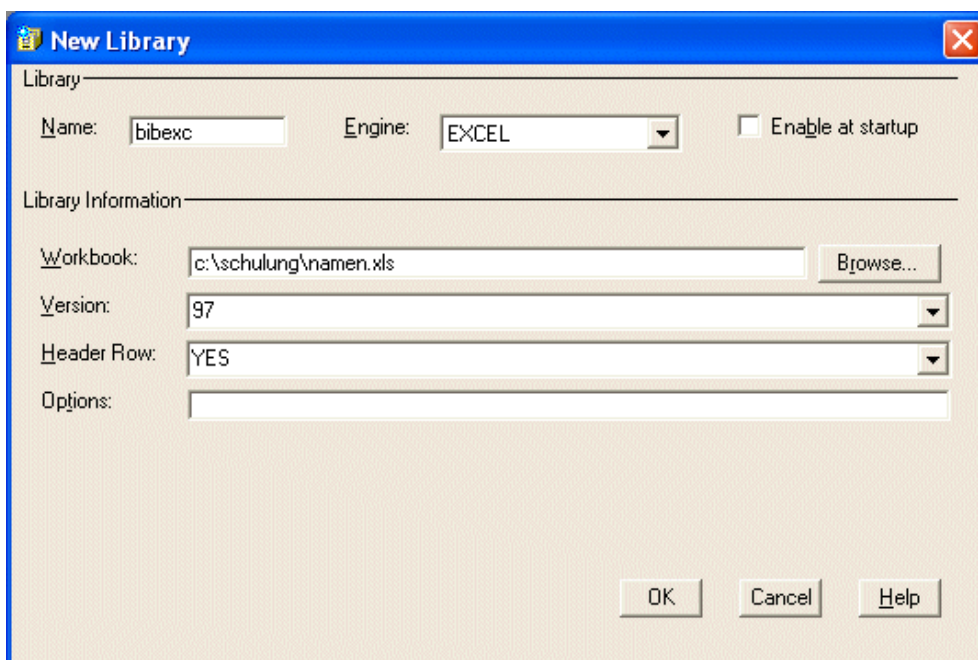 New Library
Library
Name: bibexc Engine: EXCEL Enable at startup
Library Information
Workbook: c:\schulung\namen.xls Browse...
Version: 97
Header Row: YES
Options:
OK Cancel Help